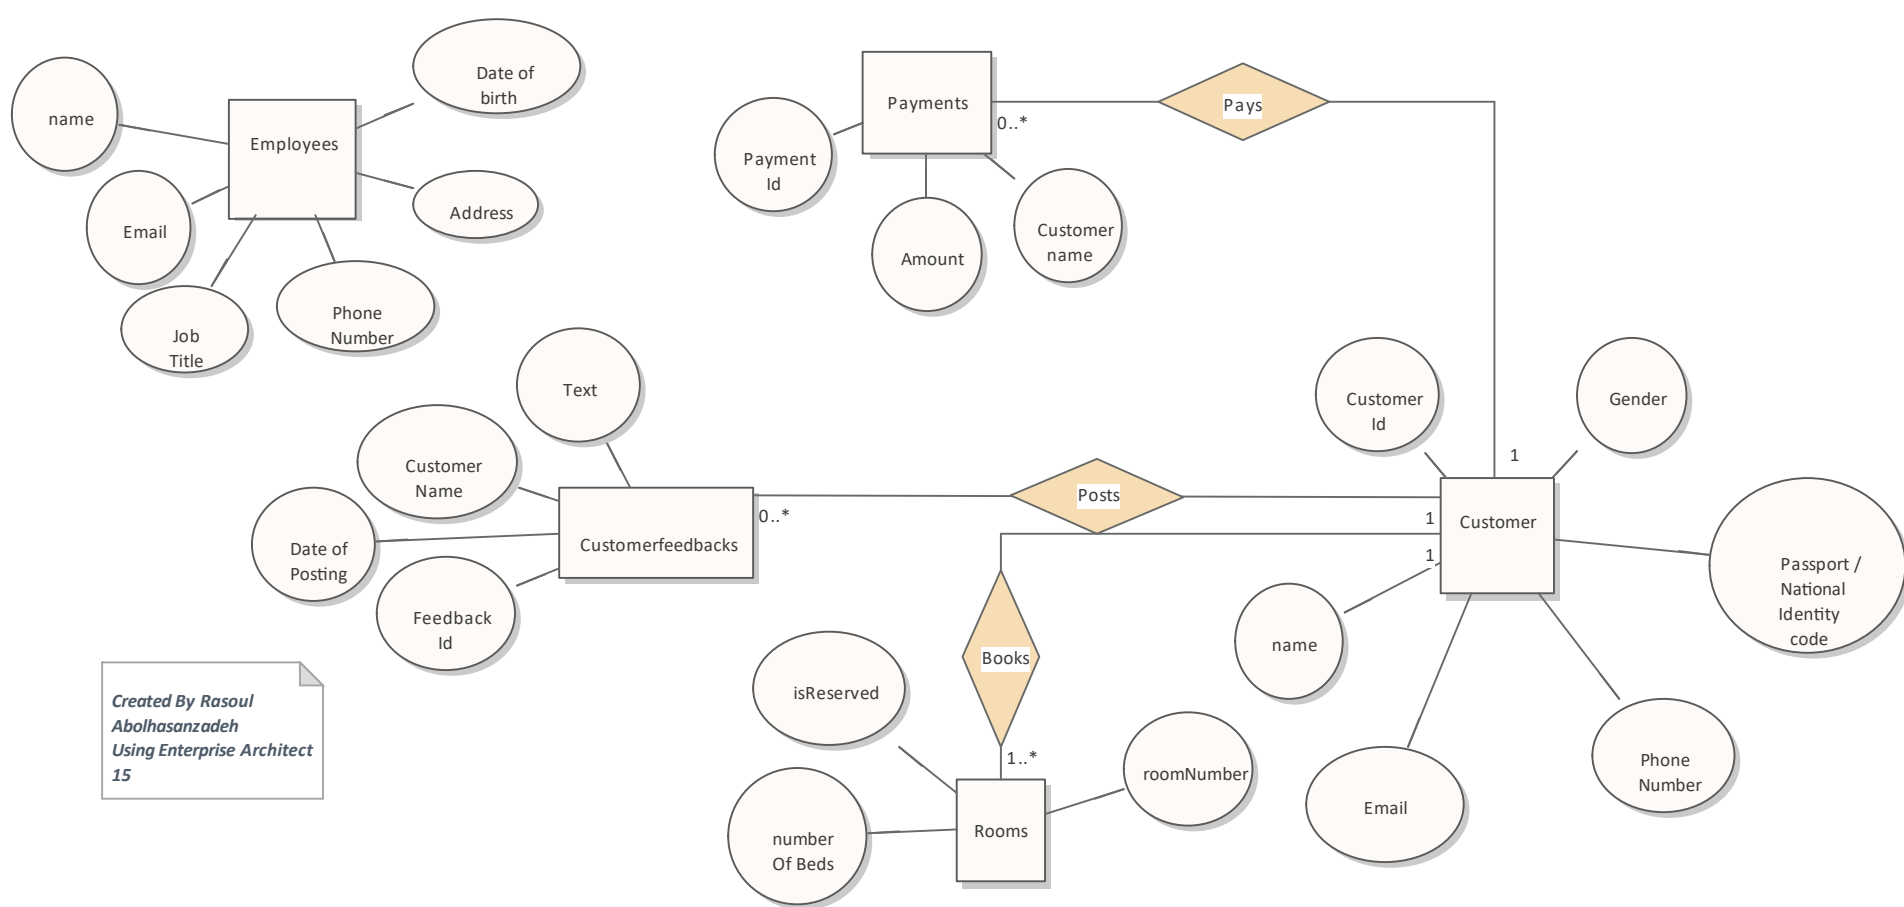 name
Employees
Date of
birth
Email
Address
Job
Title
Phone
Number
Payments
0..*
Pays
Payment
Id
Amount
Customer
name
Text
Customer
Name
Date of
Posting
Feedback
Id
Customerfeedbacks
0..*
Posts
1
1
1
Customer
Customer
Id
Gender
Passport /
National
Identity
code
name
Email
Phone
Number
Books
1..*
isReserved
roomNumber
number
Of Beds
Rooms
Created By Rasoul
Abolhasanzadeh
Using Enterprise Architect
15